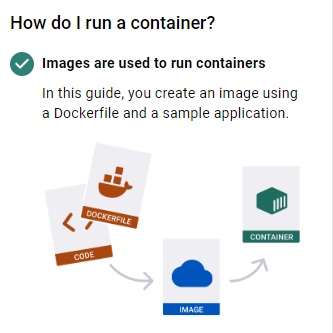 How do I run a container?
Images are used to run containers
In this guide, you create an image using
a Dockerfile and a sample application.
DOCKERFILE
CODE
CONTAINER
IMAGE